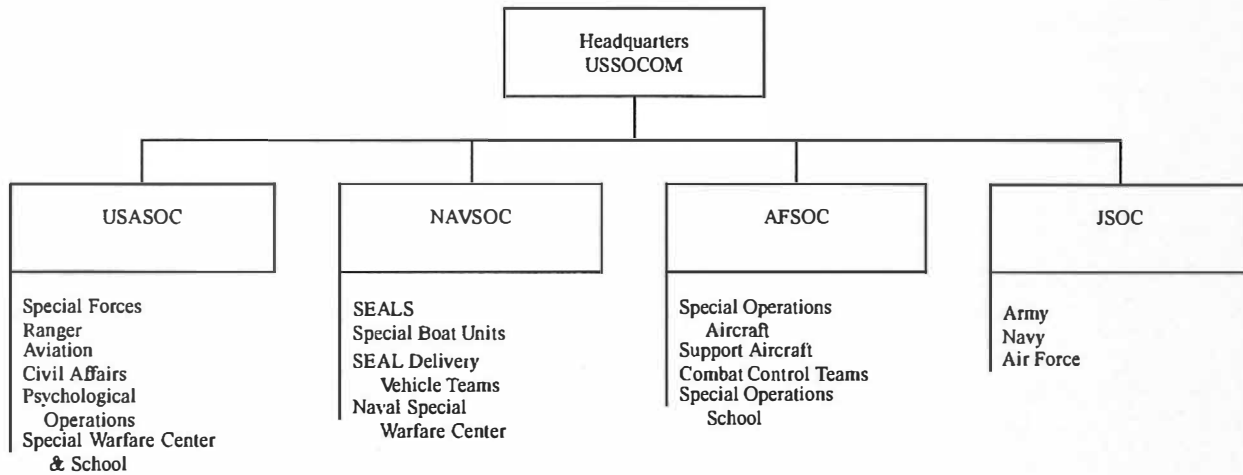 Headquarters
USSOCOM
USASOC
NAVSOC
AFSOC
JSOC
Special Forces
Ranger
Aviation
Civil Affairs
Psychological
Operations
Special Warfare Center
& School
SEALS
Special Boat Units
SEAL Delivery
Vehicle Teams
Naval Special
Warfare Center
Special Operations
Aircraft
Support Aircraft
Combat Control Teams
Special Operations
School
Army
Navy
Air Force